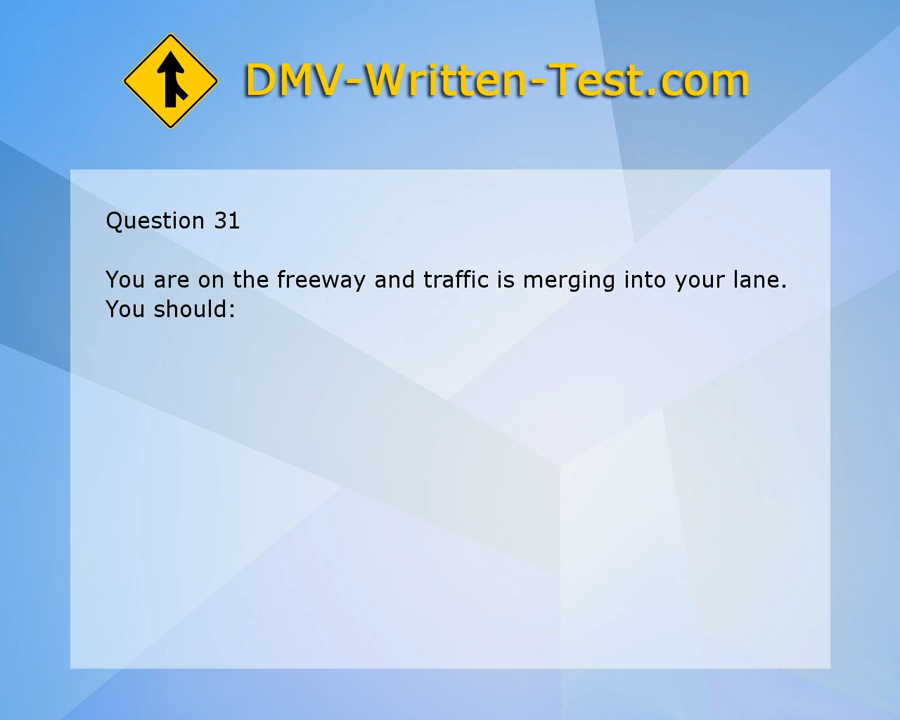 DMV-Written-Test.com
Question 31
You are on the freeway and traffic is merging into your lane.
You should: